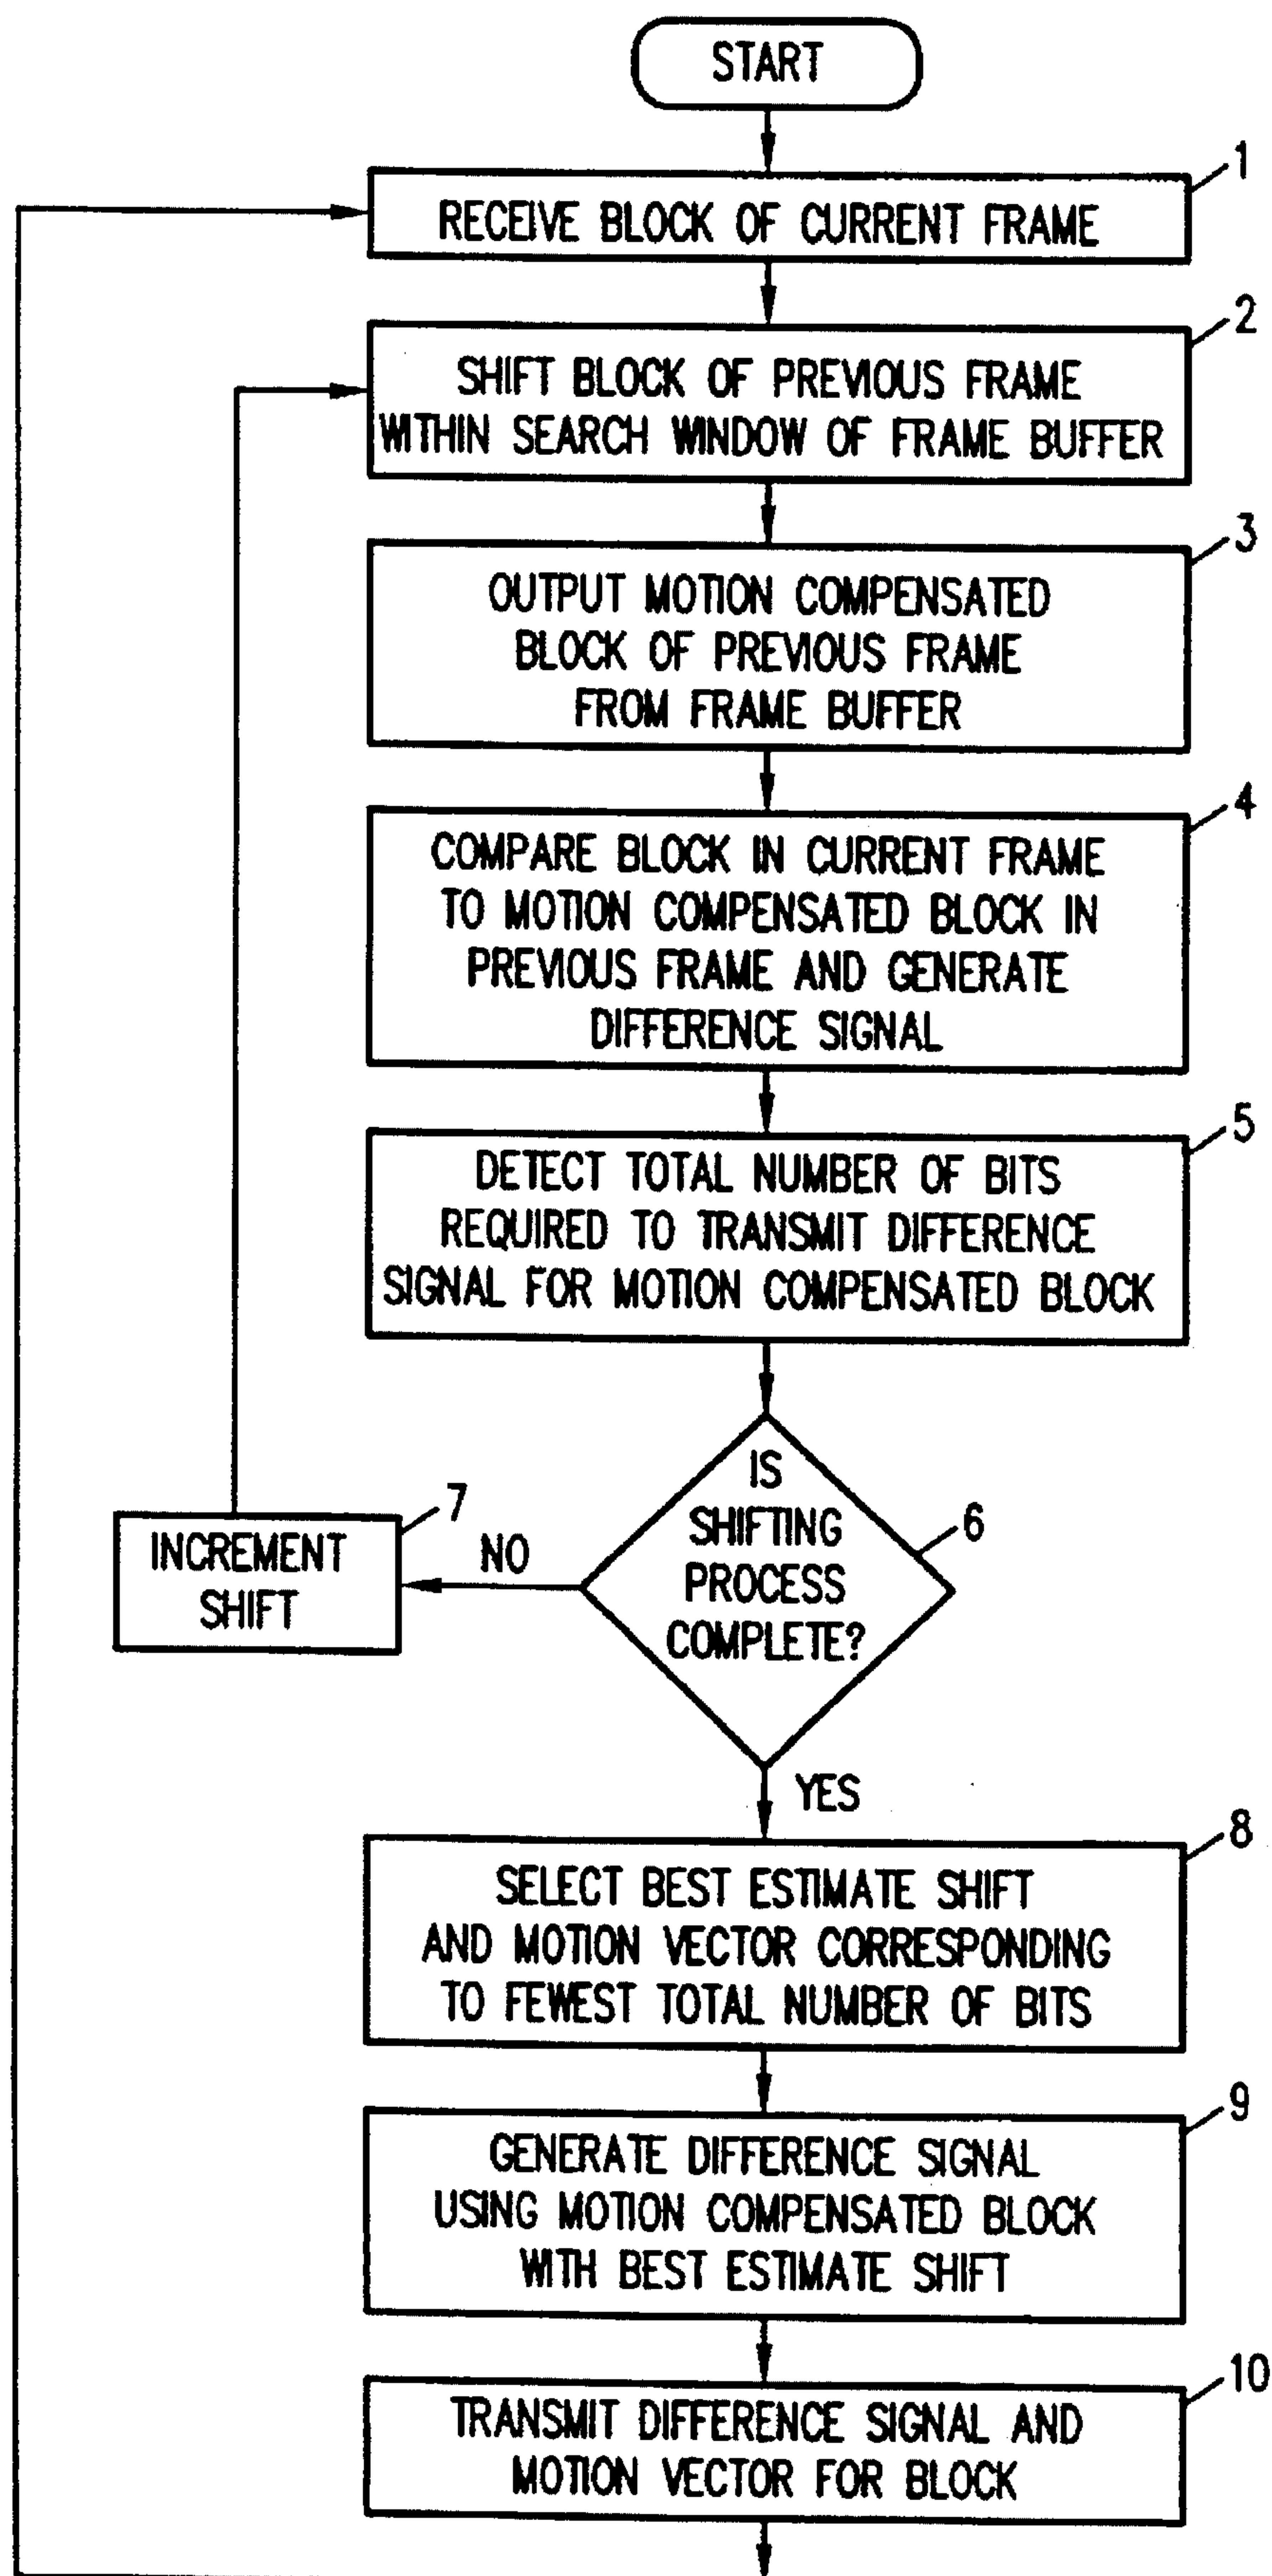 START
1
RECEIVE BLOCK OF CURRENT FRAME
2
SHIFT BLOCK OF PREVIOUS FRAME
WITHIN SEARCH WINDOW OF FRAME BUFFER
3
OUTPUT MOTION COMPENSATED
BLOCK OF PREVIOUS FRAME
FROM FRAME BUFFER
4
COMPARE BLOCK IN CURRENT FRAME
TO MOTION COMPENSATED BLOCK IN
PREVIOUS FRAME AND GENERATE
DIFFERENCE SIGNAL
5
DETECT TOTAL NUMBER OF BITS
REQUIRED TO TRANSMIT DIFFERENCE
SIGNAL FOR MOTION COMPENSATED BLOCK
6
IS
SHIFTING
PROCESS
COMPLETE?
NO
7
INCREMENT
SHIFT
YES
8
SELECT BEST ESTIMATE SHIFT
AND MOTION VECTOR CORRESPONDING
TO FEWEST TOTAL NUMBER OF BITS
9
GENERATE DIFFERENCE SIGNAL
USING MOTION COMPENSATED BLOCK
WITH BEST ESTIMATE SHIFT
10
TRANSMIT DIFFERENCE SIGNAL AND
MOTION VECTOR FOR BLOCK